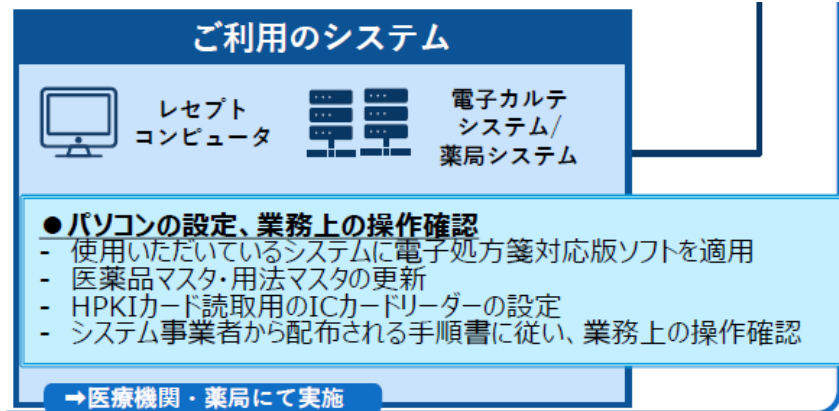 ご利用のシステム
レセプト
コンピュータ
電子カルテ
システム/
薬局システム
●パソコンの設定、業務上の操作確認
- 使用いただいているシステムに電子処方箋対応版ソフトを適用
- 医薬品マスタ・用法マスタの更新
- HPKIカード読取用のICカードリーダーの設定
- システム事業者から配布される手順書に従い、業務上の操作確認
➡医療機関・薬局にて実施